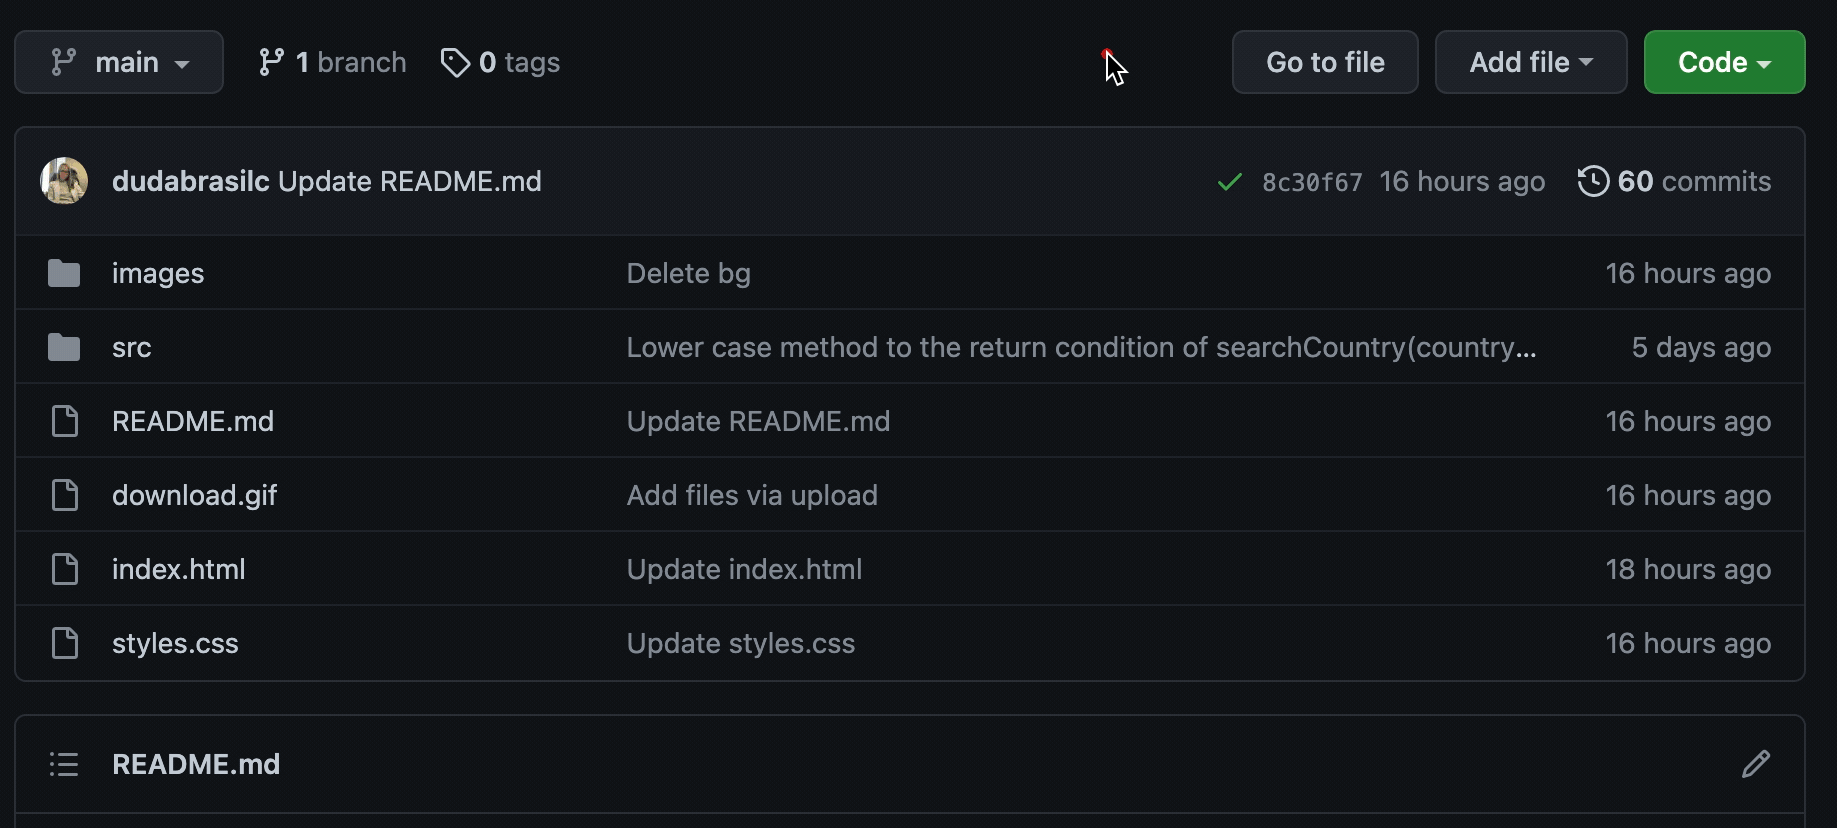 main 1 branch 0 tags Go to file Add file Code
dudabrasilc Update README.md 8c30f67 16 hours ago 60 commits
images Delete bg 16 hours ago
src Lower case method to the return condition of searchCountry(country... 5 days ago
README.md Update README.md 16 hours ago
download.gif Add files via upload 16 hours ago
index.html Update index.html 18 hours ago
styles.css Update styles.css 16 hours ago
README.md